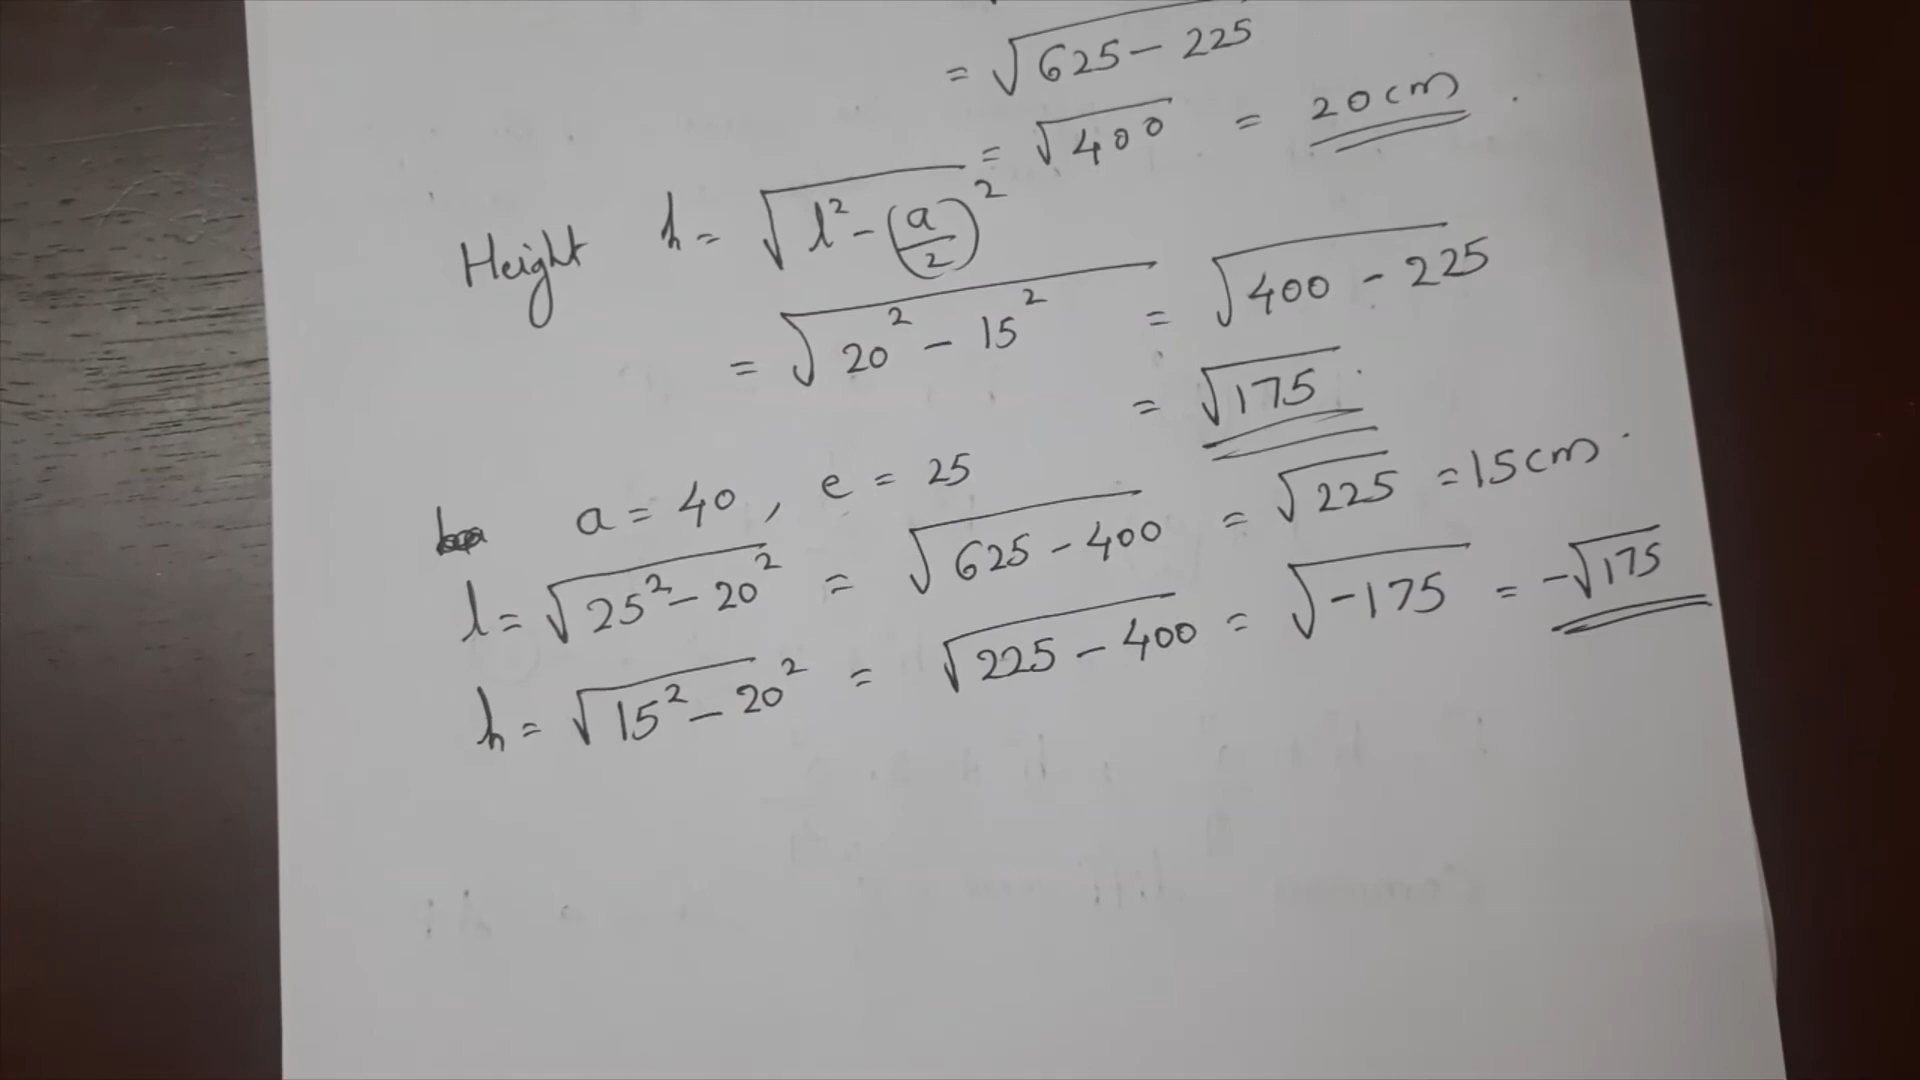 = √625 - 225
= √400 = 20cm.
Height h = √l² - (a/2)²
= √20² - 15² = √400 - 225
= √175.
a = 40, e = 25
l = √25² - 20² = √625 - 400 = √225 = 15cm.
h = √15² - 20² = √225 - 400 = √-175 = -√175